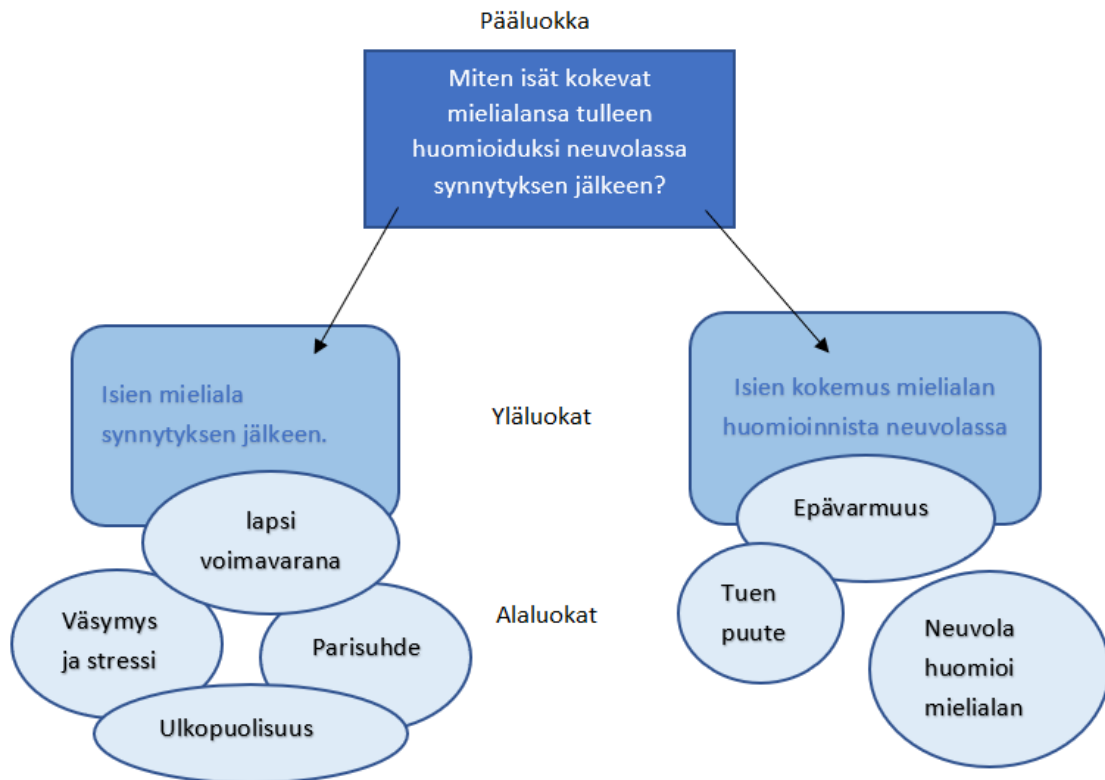 Pääluokka
Miten isät kokevat
mielialansa tulleen
huomioiduksi neuvolassa
synnytyksen jälkeen?
Isien mieliala
synnytyksen jälkeen.
Yläluokat
Isien kokemus mielialan
huomioinnista neuvolassa
lapsi
voimavarana
Väsymys
ja stressi
Parisuhde
Ulkopuolisuus
Alaluokat
Epävarmuus
Tuen
puute
Neuvola
huomioi
mielialan